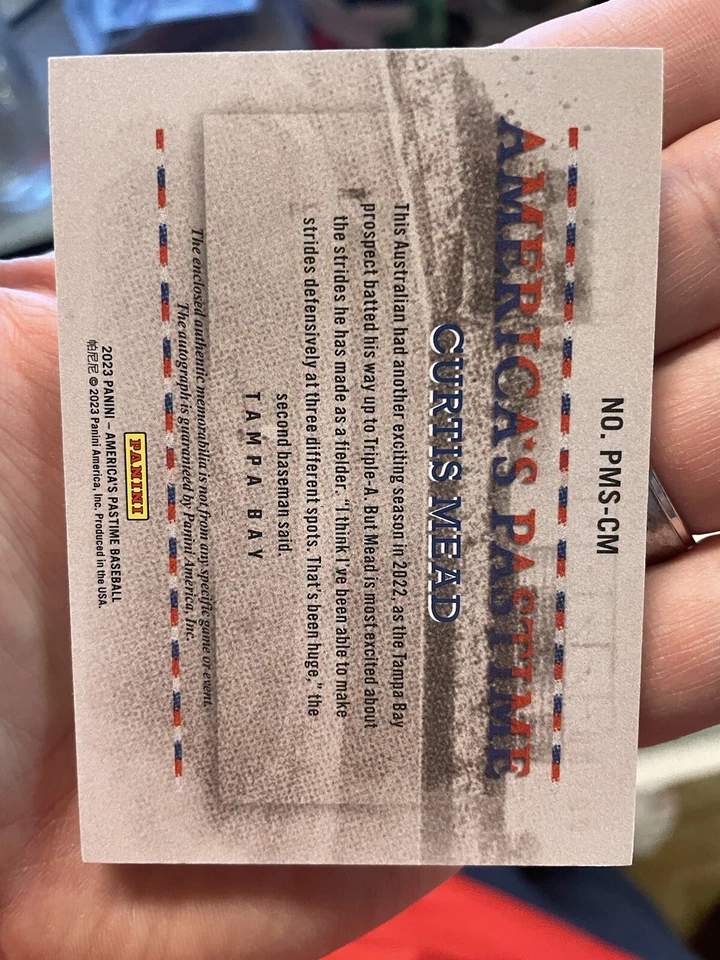 NO. PMS-CM
AMERICA'S PASTIME
CURTIS MEAD
This Australian had another exciting season in 2022, as the Tampa Bay
prospect batted his way up to Triple-A. But Mead is most excited about
the strides he has made as a fielder. “I think I've been able to make
strides defensively at three different spots. That's been huge,” the
second baseman said.
TAMPA BAY
The enclosed authentic memorabilia is not from any specific game or event.
The autograph is guaranteed by Panini America, Inc.
PANINI
2023 PANINI – AMERICA'S PASTIME BASEBALL
帕尼尼 © 2023 Panini America, Inc. Produced in the USA.